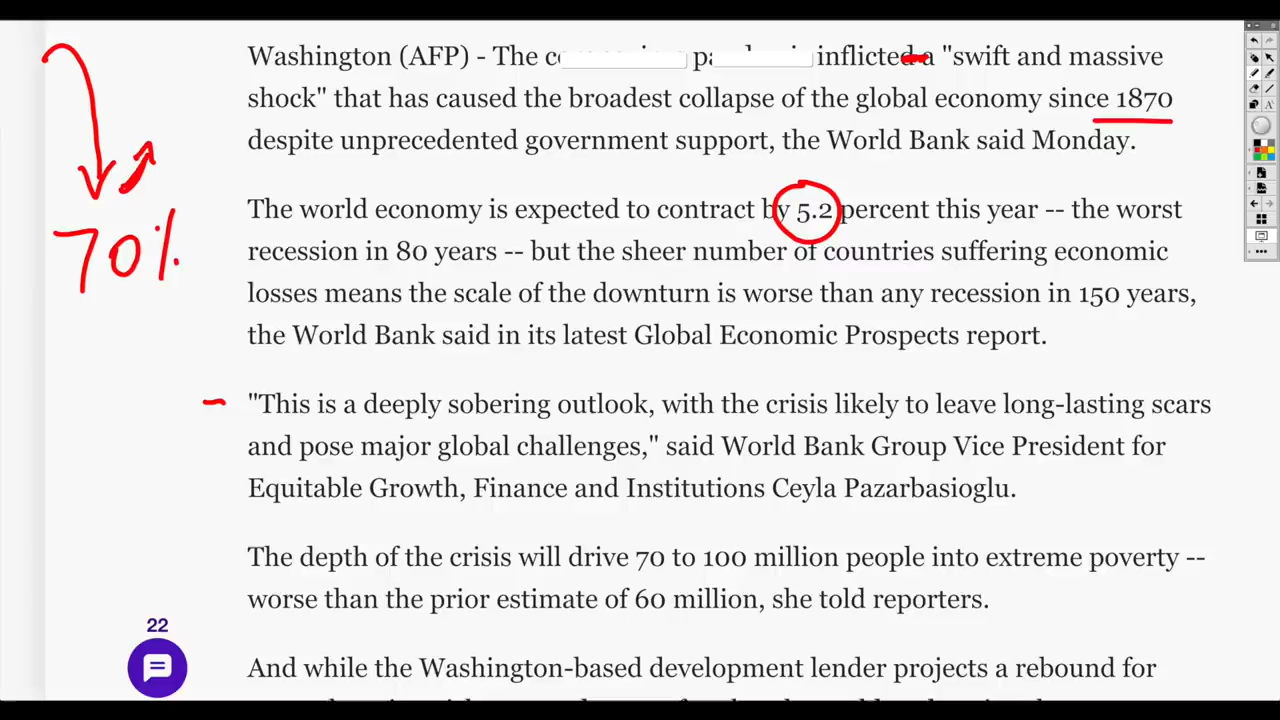 Washington (AFP) - The inflicted a "swift and massive
shock" that has caused the broadest collapse of the global economy since 1870
despite unprecedented government support, the World Bank said Monday.
The world economy is expected to contract by 5.2 percent this year -- the worst
recession in 80 years -- but the sheer number of countries suffering economic
losses means the scale of the downturn is worse than any recession in 150 years,
the World Bank said in its latest Global Economic Prospects report.
70%
"This is a deeply sobering outlook, with the crisis likely to leave long-lasting scars
and pose major global challenges," said World Bank Group Vice President for
Equitable Growth, Finance and Institutions Ceyla Pazarbasioglu.
The depth of the crisis will drive 70 to 100 million people into extreme poverty --
worse than the prior estimate of 60 million, she told reporters.
22
And while the Washington-based development lender projects a rebound for